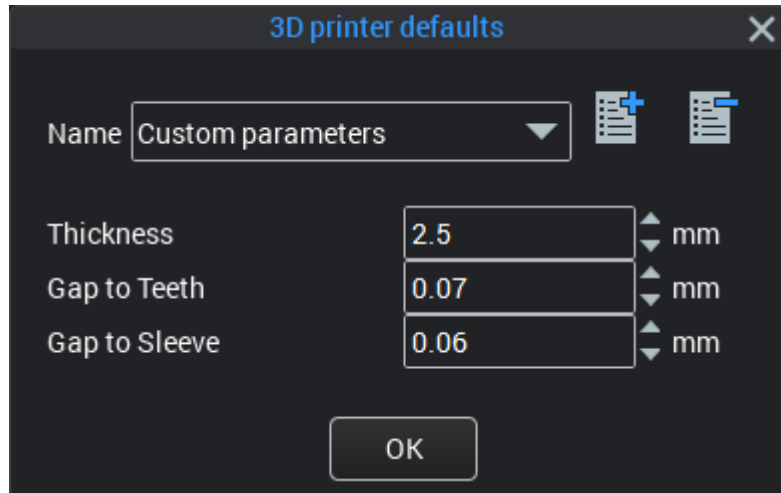 3D printer defaults
Name Custom parameters
Thickness 2.5 mm
Gap to Teeth 0.07 mm
Gap to Sleeve 0.06 mm
OK